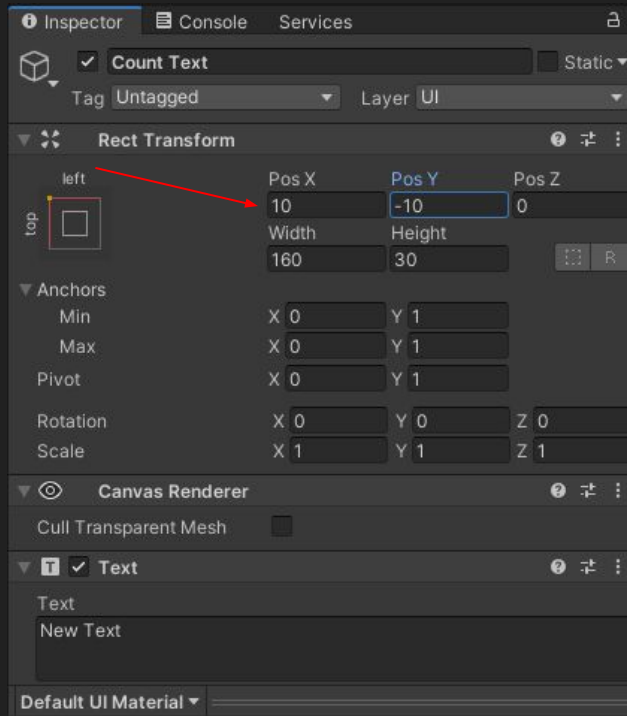 Inspector Console Services
Count Text Static
Tag Untagged Layer UI
Rect Transform
left Pos X Pos Y Pos Z
top 10 -10 0
Width Height
160 30 R
Anchors
Min X 0 Y 1
Max X 0 Y 1
Pivot X 0 Y 1
Rotation X 0 Y 0 Z 0
Scale X 1 Y 1 Z 1
Canvas Renderer
Cull Transparent Mesh
T Text
Text
New Text
Default UI Material